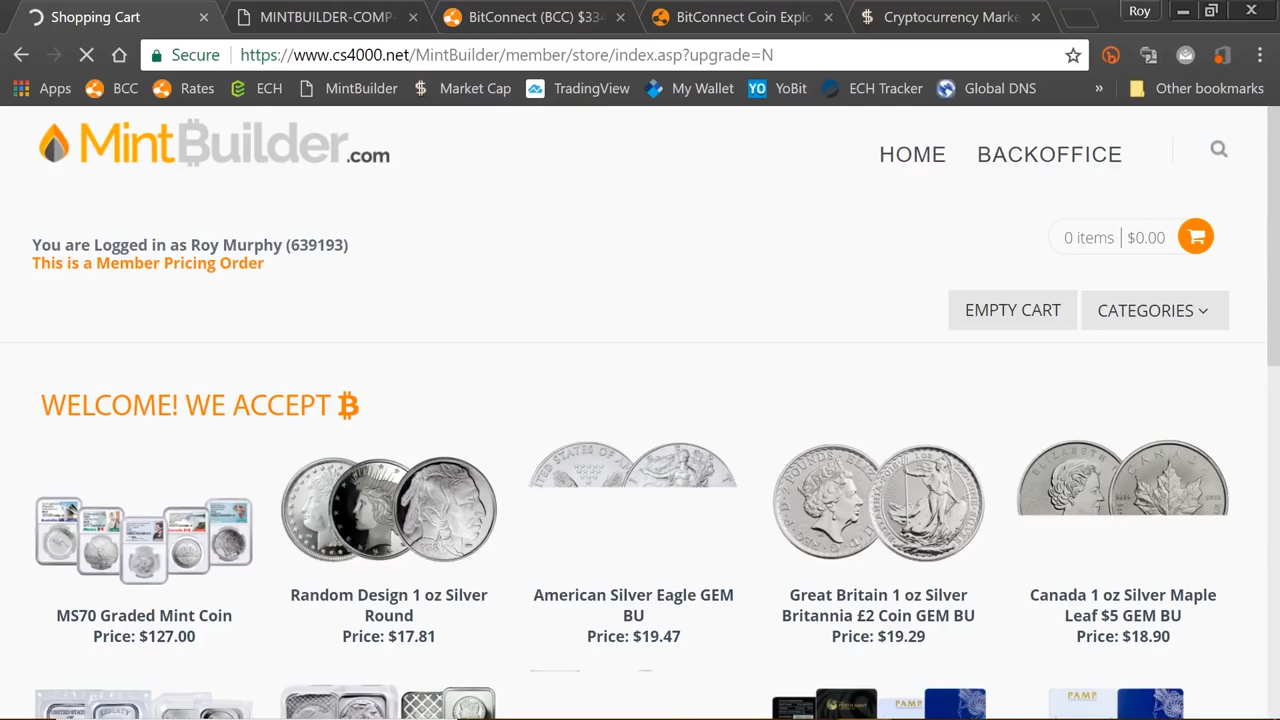 Shopping Cart
MINTBUILDER-COMP
BitConnect (BCC) $334
BitConnect Coin Explo
Cryptocurrency Marke
Roy
Secure
https://www.cs4000.net/MintBuilder/member/store/index.asp?upgrade=N
Apps
BCC
Rates
ECH
MintBuilder
Market Cap
TradingView
My Wallet
YO YoBit
ECH Tracker
Global DNS
»
Other bookmarks
MintBuilder.com
HOME
BACKOFFICE
You are Logged in as Roy Murphy (639193)
This is a Member Pricing Order
0 items | $0.00
EMPTY CART
CATEGORIES
WELCOME! WE ACCEPT ₿
MS70 Graded Mint Coin
Price: $127.00
Random Design 1 oz Silver
Round
Price: $17.81
American Silver Eagle GEM
BU
Price: $19.47
Great Britain 1 oz Silver
Britannia £2 Coin GEM BU
Price: $19.29
Canada 1 oz Silver Maple
Leaf $5 GEM BU
Price: $18.90
PAMP
PAMP